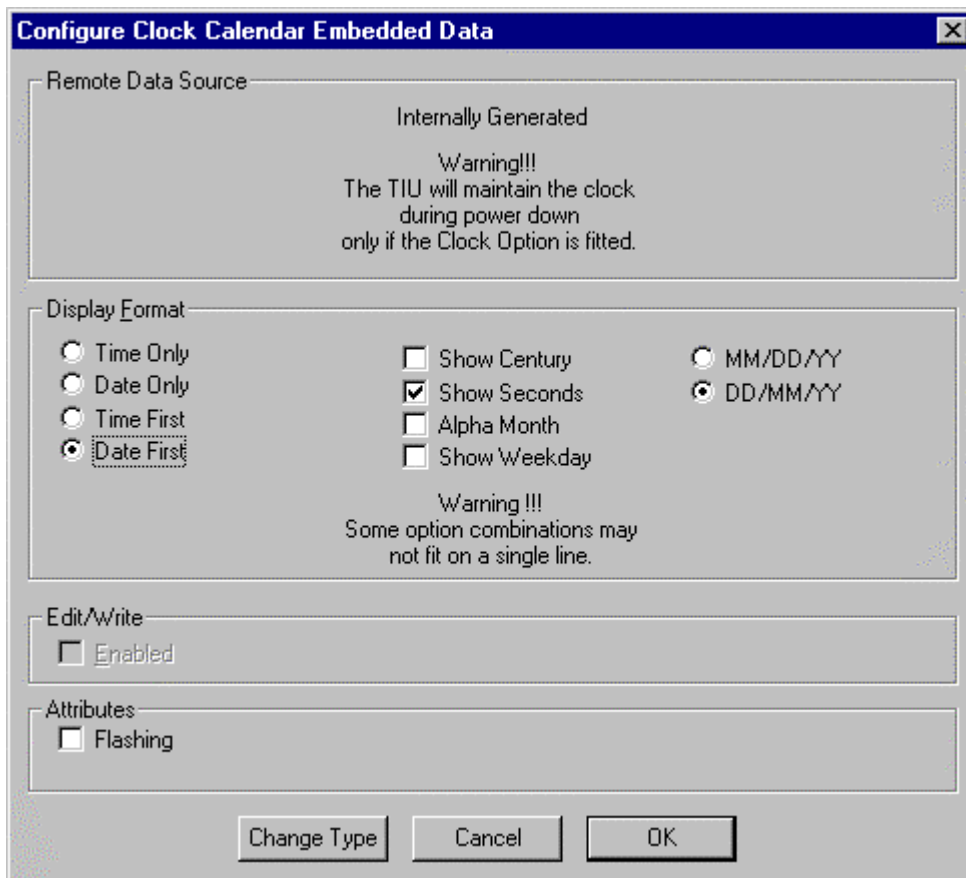 Configure Clock Calendar Embedded Data
Remote Data Source
Internally Generated
Warning!!!
The TIU will maintain the clock
during power down
only if the Clock Option is fitted.
Display Format
Time Only
Date Only
Time First
Date First
Show Century
Show Seconds
Alpha Month
Show Weekday
MM/DD/YY
DD/MM/YY
Warning !!!
Some option combinations may
not fit on a single line.
Edit/Write
Enabled
Attributes
Flashing
Change Type
Cancel
OK